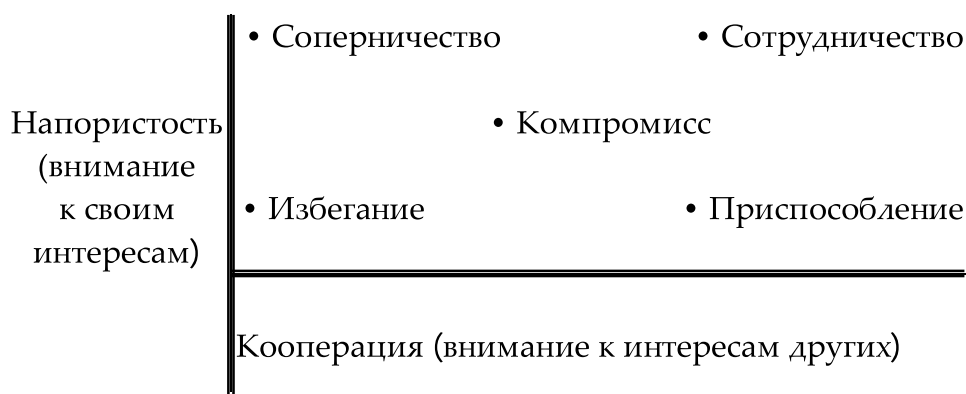 • Соперничество
• Сотрудничество
Напористость
• Компромисс
(внимание
к своим
• Избегание
• Приспособление
интересам)
Кооперация (внимание к интересам других)